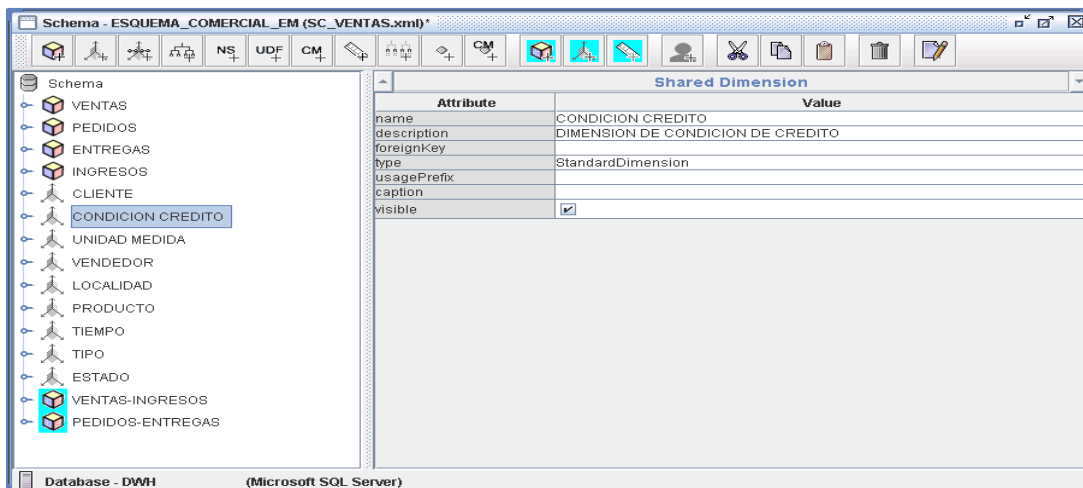 Schema - ESQUEMA_COMERCIAL_EM (SC_VENTAS.xml)*
NS UDF CM CM
Schema
VENTAS
PEDIDOS
ENTREGAS
INGRESOS
CLIENTE
CONDICION CREDITO
UNIDAD MEDIDA
VENDEDOR
LOCALIDAD
PRODUCTO
TIEMPO
TIPO
ESTADO
VENTAS-INGRESOS
PEDIDOS-ENTREGAS
Shared Dimension
Attribute Value
name CONDICION CREDITO
description DIMENSION DE CONDICION DE CREDITO
foreignKey
type StandardDimension
usagePrefix
caption
visible
Database - DWH (Microsoft SQL Server)